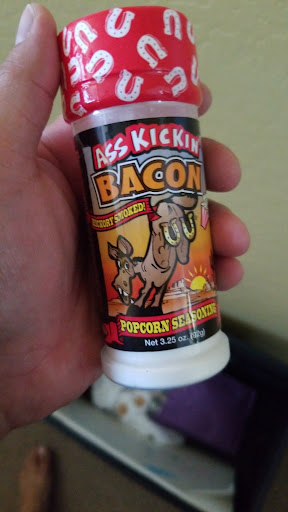 ASS KICKIN'
BACON
HICKORY SMOKED!
POPCORN SEASONING
Net 3.25 oz. (92g)